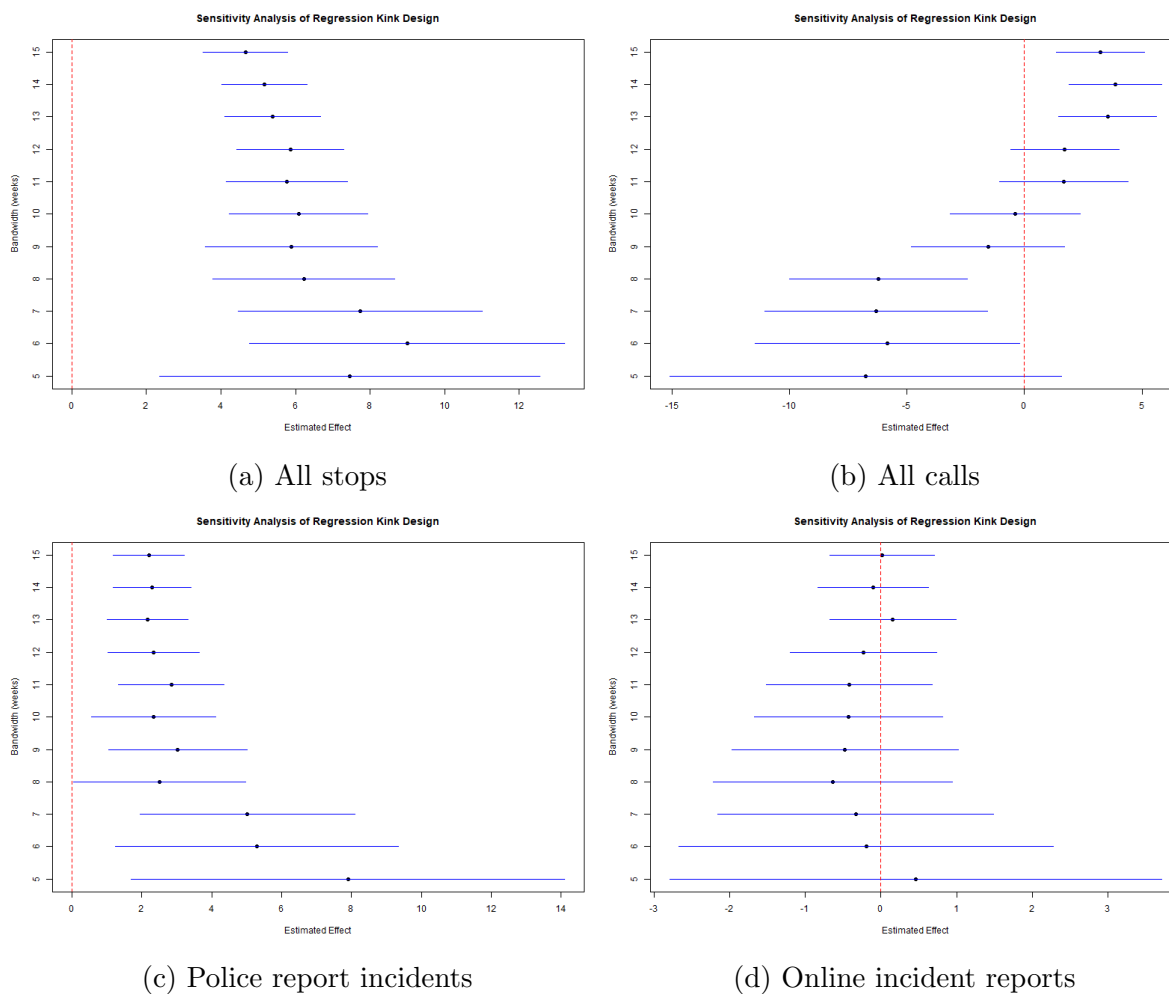 Sensitivity Analysis of Regression Kink Design
Bandwidth (weeks)
15
14
13
12
11
10
9
8
7
6
5
0 2 4 6 8 10 12
Estimated Effect
(a) All stops
Sensitivity Analysis of Regression Kink Design
Bandwidth (weeks)
15
14
13
12
11
10
9
8
7
6
5
-15 -10 -5 0 5
Estimated Effect
(b) All calls
Sensitivity Analysis of Regression Kink Design
Bandwidth (weeks)
15
14
13
12
11
10
9
8
7
6
5
0 2 4 6 8 10 12 14
Estimated Effect
(c) Police report incidents
Sensitivity Analysis of Regression Kink Design
Bandwidth (weeks)
15
14
13
12
11
10
9
8
7
6
5
-3 -2 -1 0 1 2 3
Estimated Effect
(d) Online incident reports